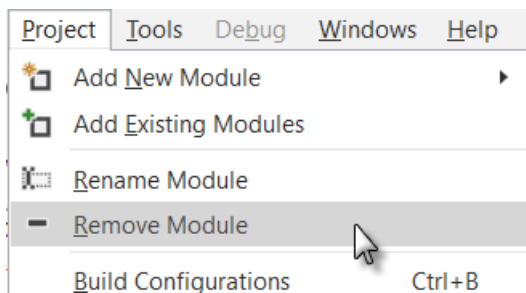 Project Tools Debug Windows Help
Add New Module
Add Existing Modules
Rename Module
Remove Module
Build Configurations Ctrl+B